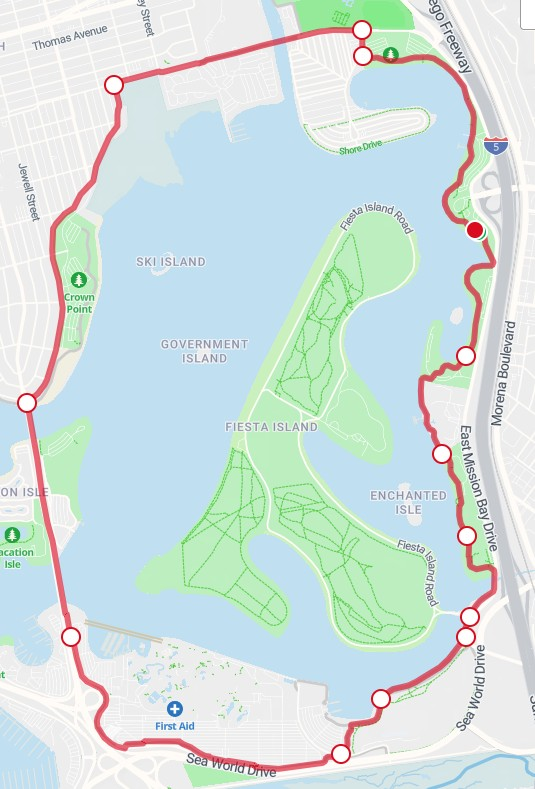 ego Freeway
ey Street
Thomas Avenue
Shore Drive
5
Jewell Street
Fiesta Island Road
SKI ISLAND
Crown
Point
GOVERNMENT
ISLAND
Morena Boulevard
FIESTA ISLAND
East Mission Bay Drive
ON ISLE
ENCHANTED
ISLE
acation
Isle
Fiesta Island Road
Sea World Drive
First Aid
Sea World Drive